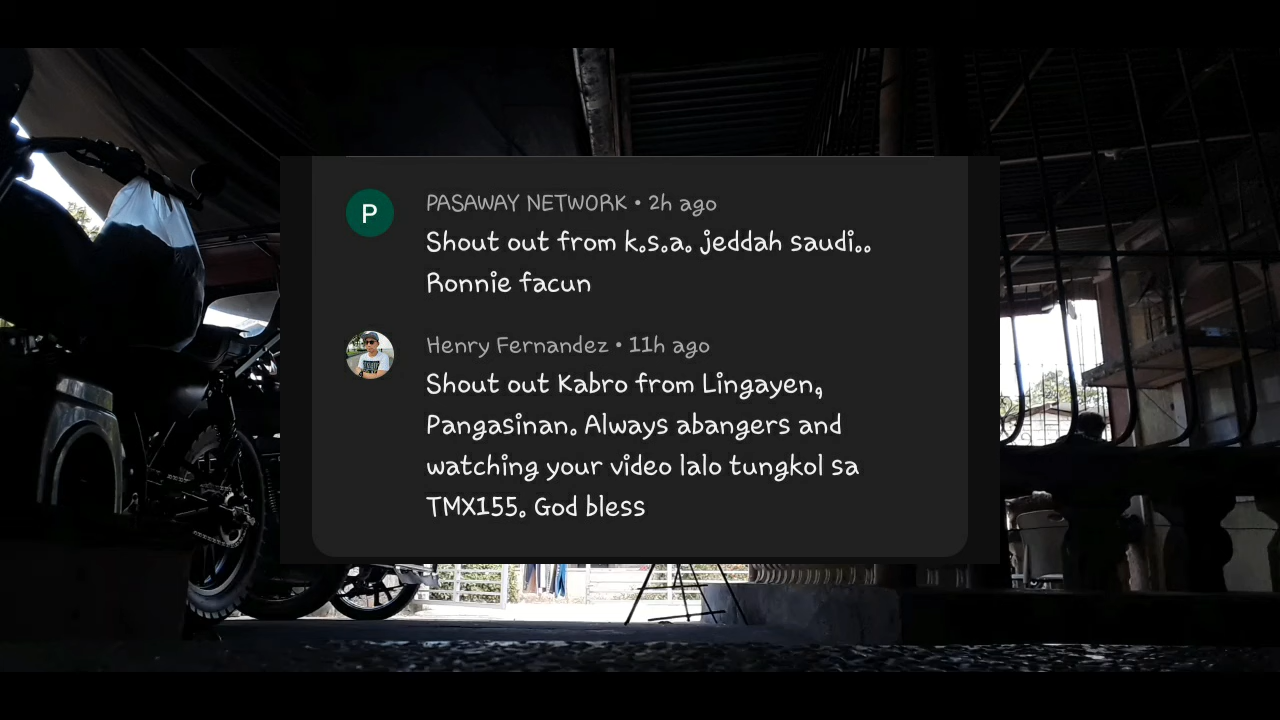 P
PASAWAY NETWORK • 2h ago
Shout out from k.s.a. jeddah saudi..
Ronnie facun
Henry Fernandez • 11h ago
Shout out Kabro from Lingayen,
Pangasinan. Always abangers and
watching your video lalo tungkol sa
TMX155. God bless